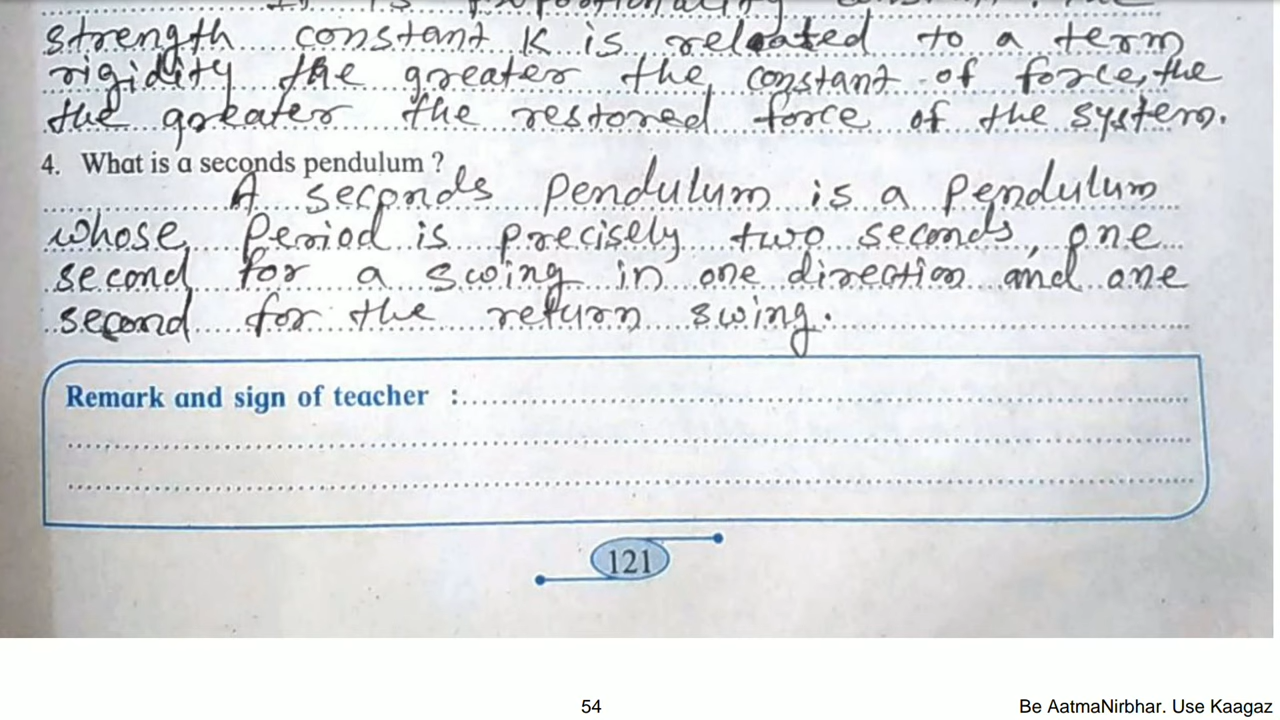 strength constant K is reloated to a term
rigidity the greater the constant of force, the
the greater the restored force of the system.
4. What is a seconds pendulum ?
A seconds pendulum is a pendulum
whose Period is precisely two seconds, one
second for a swing in one direction and one
second for the return swing.
Remark and sign of teacher :
121
54
Be AatmaNirbhar. Use Kaagaz